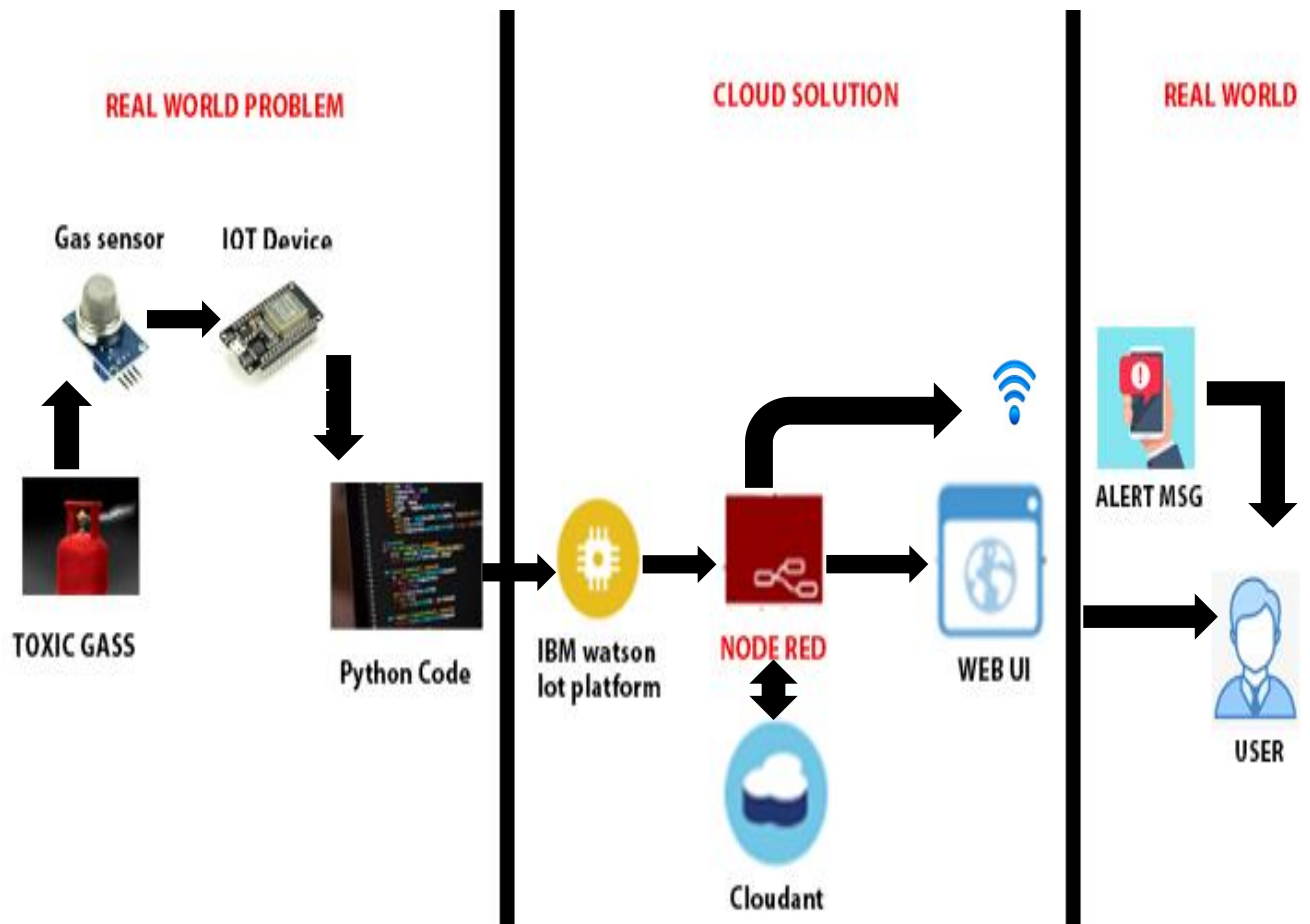 REAL WORLD PROBLEM
CLOUD SOLUTION
REAL WORLD
Gas sensor
IOT Device
TOXIC GASS
Python Code
IBM watson
Iot platform
NODE RED
Cloudant
WEB UI
ALERT MSG
USER